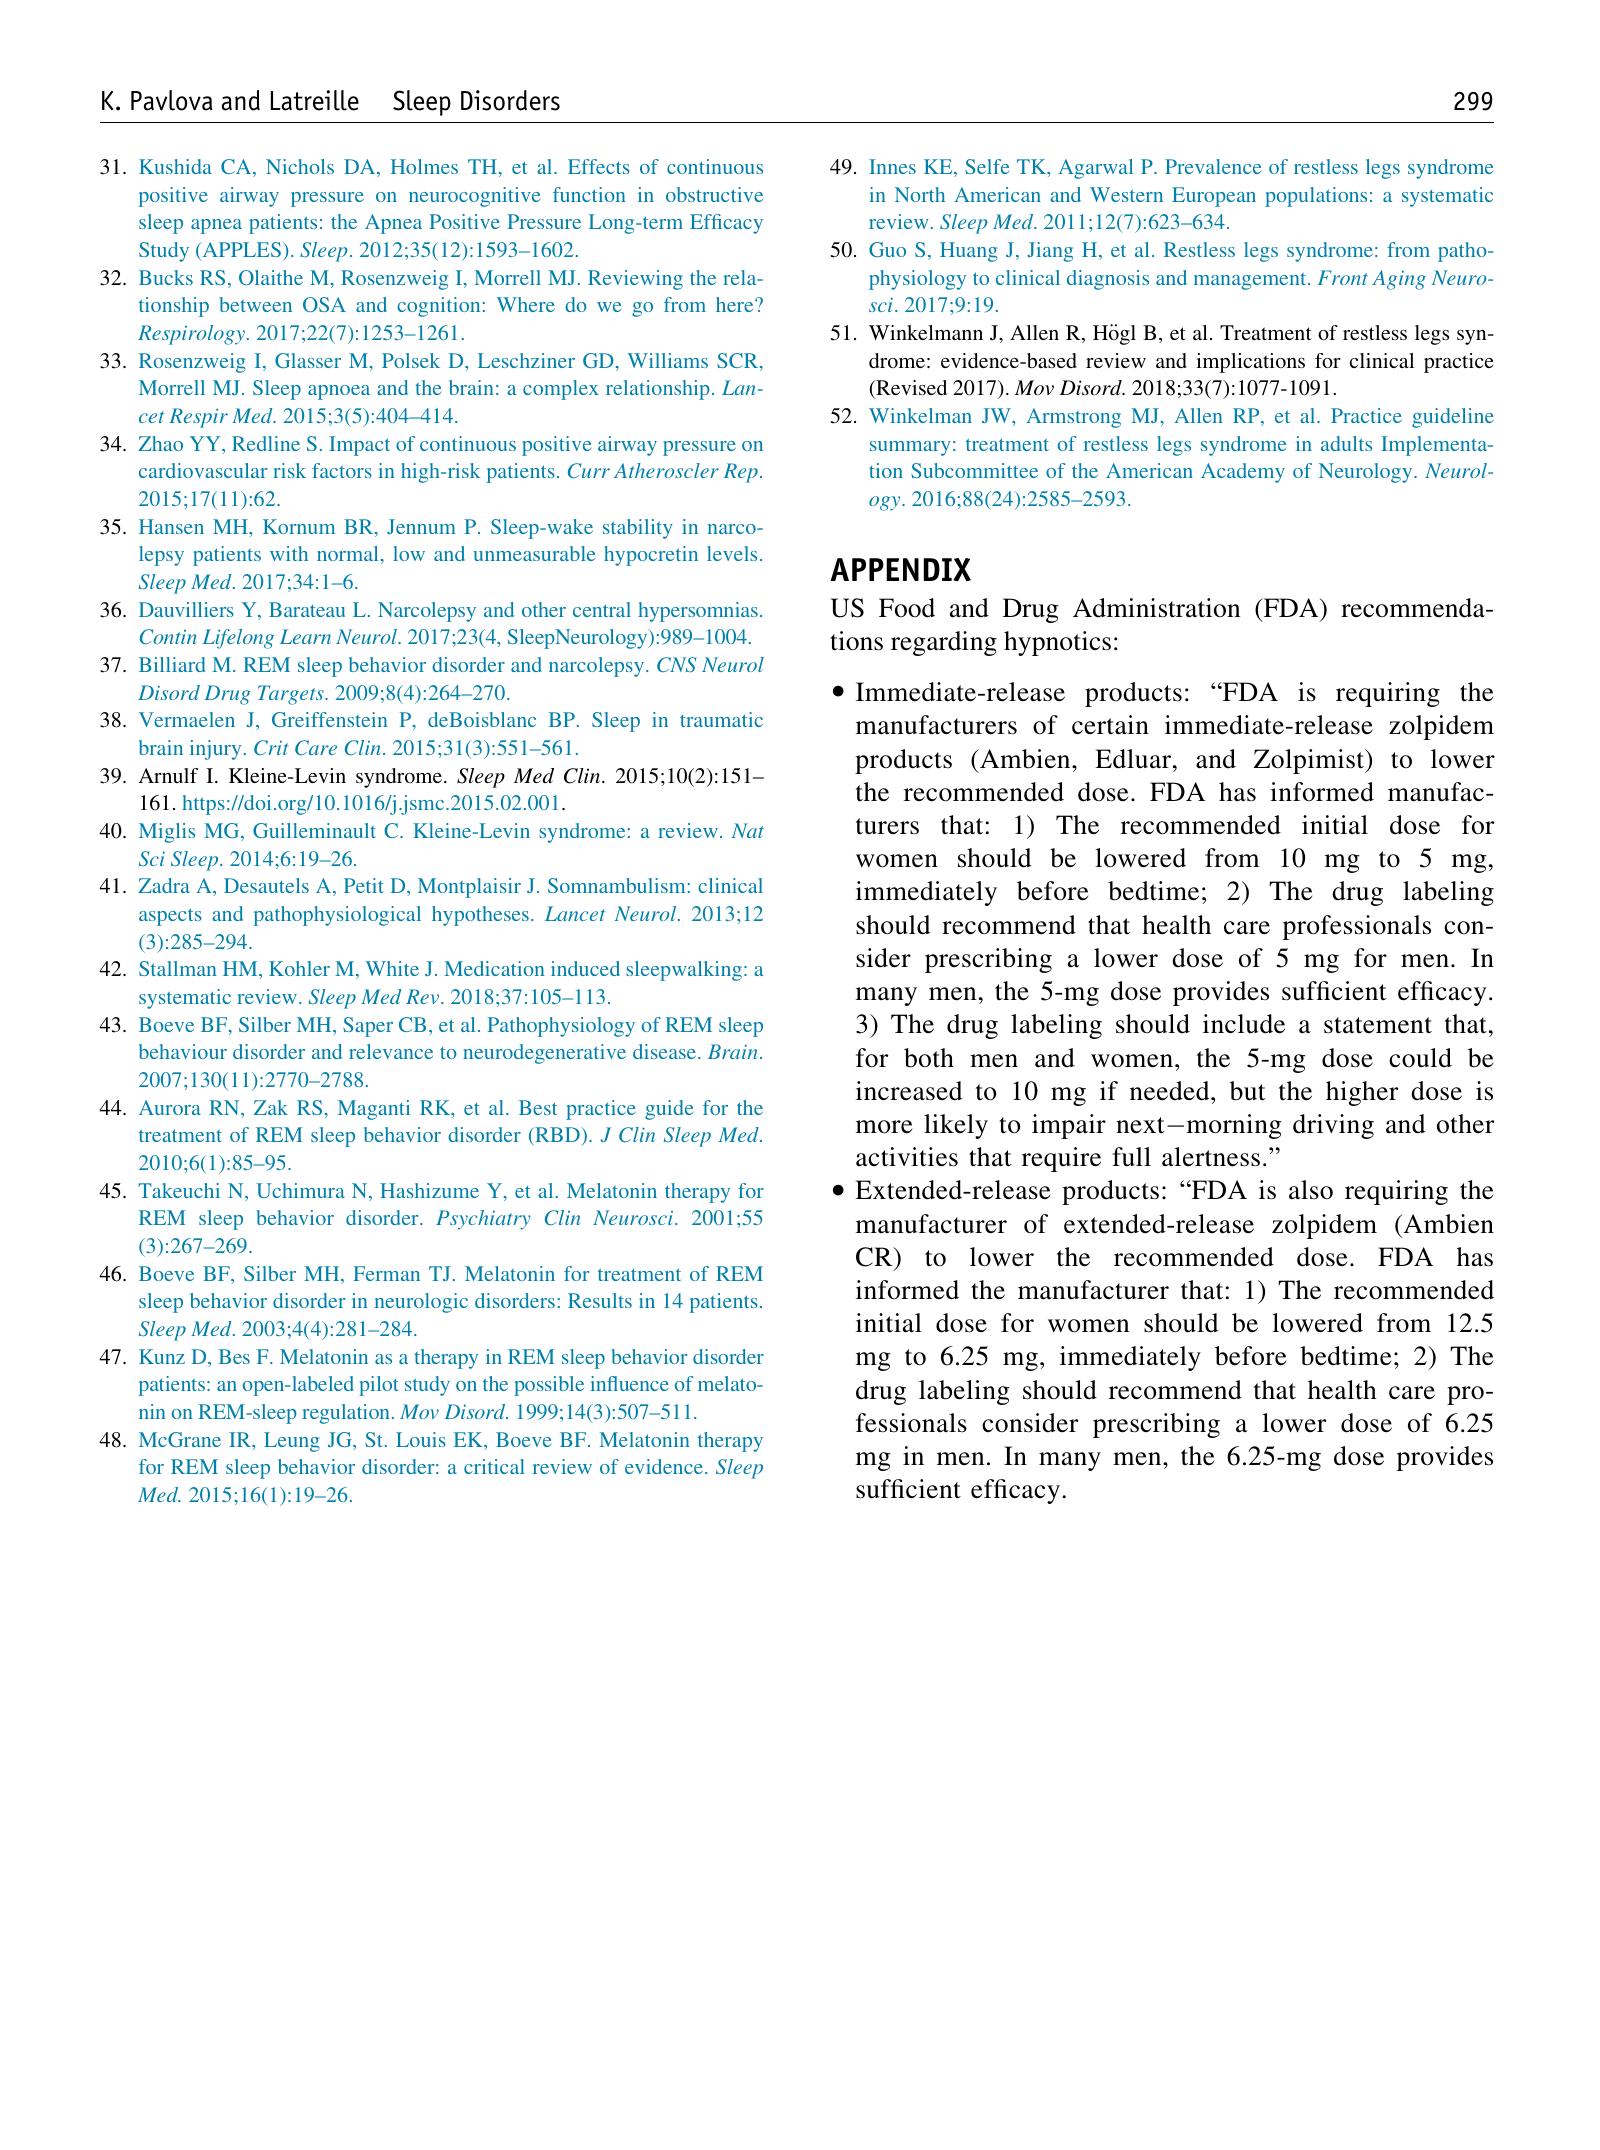 K. Pavlova and Latreille Sleep Disorders 299
31. Kushida CA, Nichols DA, Holmes TH, et al. Effects of continuous
positive airway pressure on neurocognitive function in obstructive
sleep apnea patients: the Apnea Positive Pressure Long-term Efficacy
Study (APPLES). Sleep. 2012;35(12):1593–1602.
32. Bucks RS, Olaithe M, Rosenzweig I, Morrell MJ. Reviewing the rela-
tionship between OSA and cognition: Where do we go from here?
Respirology. 2017;22(7):1253–1261.
33. Rosenzweig I, Glasser M, Polsek D, Leschziner GD, Williams SCR,
Morrell MJ. Sleep apnoea and the brain: a complex relationship. Lan-
cet Respir Med. 2015;3(5):404–414.
34. Zhao YY, Redline S. Impact of continuous positive airway pressure on
cardiovascular risk factors in high-risk patients. Curr Atheroscler Rep.
2015;17(11):62.
35. Hansen MH, Kornum BR, Jennum P. Sleep-wake stability in narco-
lepsy patients with normal, low and unmeasurable hypocretin levels.
Sleep Med. 2017;34:1–6.
36. Dauvilliers Y, Barateau L. Narcolepsy and other central hypersomnias.
Contin Lifelong Learn Neurol. 2017;23(4, SleepNeurology):989–1004.
37. Billiard M. REM sleep behavior disorder and narcolepsy. CNS Neurol
Disord Drug Targets. 2009;8(4):264–270.
38. Vermaelen J, Greiffenstein P, deBoisblanc BP. Sleep in traumatic
brain injury. Crit Care Clin. 2015;31(3):551–561.
39. Arnulf I. Kleine-Levin syndrome. Sleep Med Clin. 2015;10(2):151–
161. https://doi.org/10.1016/j.jsmc.2015.02.001.
40. Miglis MG, Guilleminault C. Kleine-Levin syndrome: a review. Nat
Sci Sleep. 2014;6:19–26.
41. Zadra A, Desautels A, Petit D, Montplaisir J. Somnambulism: clinical
aspects and pathophysiological hypotheses. Lancet Neurol. 2013;12
(3):285–294.
42. Stallman HM, Kohler M, White J. Medication induced sleepwalking: a
systematic review. Sleep Med Rev. 2018;37:105–113.
43. Boeve BF, Silber MH, Saper CB, et al. Pathophysiology of REM sleep
behaviour disorder and relevance to neurodegenerative disease. Brain.
2007;130(11):2770–2788.
44. Aurora RN, Zak RS, Maganti RK, et al. Best practice guide for the
treatment of REM sleep behavior disorder (RBD). J Clin Sleep Med.
2010;6(1):85–95.
45. Takeuchi N, Uchimura N, Hashizume Y, et al. Melatonin therapy for
REM sleep behavior disorder. Psychiatry Clin Neurosci. 2001;55
(3):267–269.
46. Boeve BF, Silber MH, Ferman TJ. Melatonin for treatment of REM
sleep behavior disorder in neurologic disorders: Results in 14 patients.
Sleep Med. 2003;4(4):281–284.
47. Kunz D, Bes F. Melatonin as a therapy in REM sleep behavior disorder
patients: an open-labeled pilot study on the possible influence of melato-
nin on REM-sleep regulation. Mov Disord. 1999;14(3):507–511.
48. McGrane IR, Leung JG, St. Louis EK, Boeve BF. Melatonin therapy
for REM sleep behavior disorder: a critical review of evidence. Sleep
Med. 2015;16(1):19–26.
49. Innes KE, Selfe TK, Agarwal P. Prevalence of restless legs syndrome
in North American and Western European populations: a systematic
review. Sleep Med. 2011;12(7):623–634.
50. Guo S, Huang J, Jiang H, et al. Restless legs syndrome: from patho-
physiology to clinical diagnosis and management. Front Aging Neuro-
sci. 2017;9:19.
51. Winkelmann J, Allen R, Högl B, et al. Treatment of restless legs syn-
drome: evidence-based review and implications for clinical practice
(Revised 2017). Mov Disord. 2018;33(7):1077-1091.
52. Winkelman JW, Armstrong MJ, Allen RP, et al. Practice guideline
summary: treatment of restless legs syndrome in adults Implementa-
tion Subcommittee of the American Academy of Neurology. Neurol-
ogy. 2016;88(24):2585–2593.
APPENDIX
US Food and Drug Administration (FDA) recommenda-
tions regarding hypnotics:
● Immediate-release products: “FDA is requiring the
manufacturers of certain immediate-release zolpidem
products (Ambien, Edluar, and Zolpimist) to lower
the recommended dose. FDA has informed manufac-
turers that: 1) The recommended initial dose for
women should be lowered from 10 mg to 5 mg,
immediately before bedtime; 2) The drug labeling
should recommend that health care professionals con-
sider prescribing a lower dose of 5 mg for men. In
many men, the 5-mg dose provides sufficient efficacy.
3) The drug labeling should include a statement that,
for both men and women, the 5-mg dose could be
increased to 10 mg if needed, but the higher dose is
more likely to impair next−morning driving and other
activities that require full alertness.”
● Extended-release products: “FDA is also requiring the
manufacturer of extended-release zolpidem (Ambien
CR) to lower the recommended dose. FDA has
informed the manufacturer that: 1) The recommended
initial dose for women should be lowered from 12.5
mg to 6.25 mg, immediately before bedtime; 2) The
drug labeling should recommend that health care pro-
fessionals consider prescribing a lower dose of 6.25
mg in men. In many men, the 6.25-mg dose provides
sufficient efficacy.